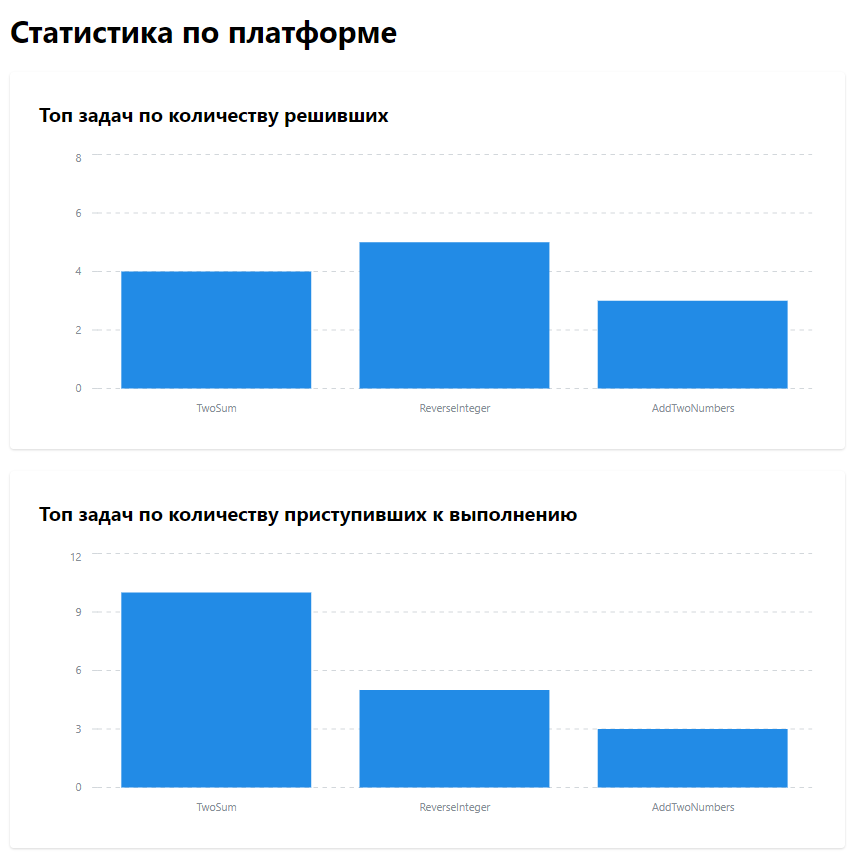 Статистика по платформе
Топ задач по количеству решивших
8
6
4
2
0
TwoSum ReverseInteger AddTwoNumbers
Топ задач по количеству приступивших к выполнению
12
9
6
3
0
TwoSum ReverseInteger AddTwoNumbers